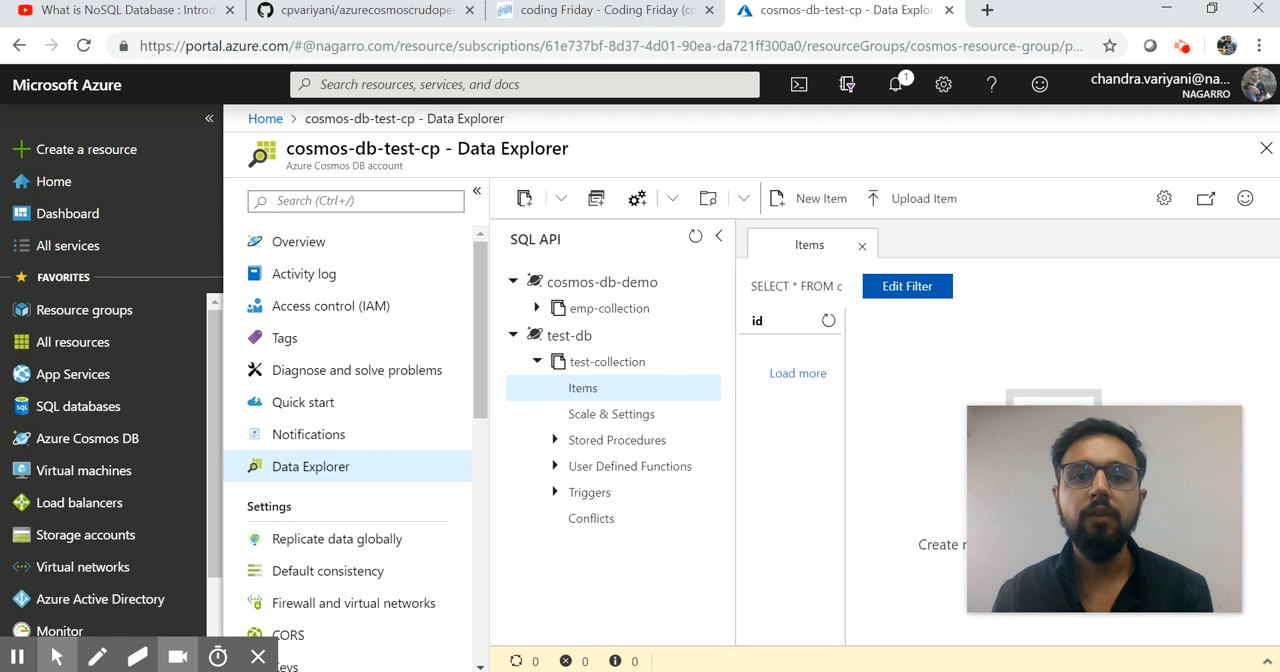 What is NoSQL Database : Introd
cpvariyani/azurecosmoscrudoper
coding Friday - Coding Friday (co
cosmos-db-test-cp - Data Explor
https://portal.azure.com/#@nagarro.com/resource/subscriptions/61e737bf-8d37-4d01-90ea-da721ff300a0/resourceGroups/cosmos-resource-group/p...
Microsoft Azure
Search resources, services, and docs
1
chandra.variyani@na...
NAGARRO
Create a resource
Home
Dashboard
All services
FAVORITES
Resource groups
All resources
App Services
SQL databases
Azure Cosmos DB
Virtual machines
Load balancers
Storage accounts
Virtual networks
Azure Active Directory
Monitor
Home > cosmos-db-test-cp - Data Explorer
cosmos-db-test-cp - Data Explorer
Azure Cosmos DB account
Search (Ctrl+/)
Overview
Activity log
Access control (IAM)
Tags
Diagnose and solve problems
Quick start
Notifications
Data Explorer
Settings
Replicate data globally
Default consistency
Firewall and virtual networks
CORS
Keys
New Item
Upload Item
SQL API
cosmos-db-demo
emp-collection
test-db
test-collection
Items
Scale & Settings
Stored Procedures
User Defined Functions
Triggers
Conflicts
Items
SELECT * FROM c
Edit Filter
id
Load more
Create
0 0 0